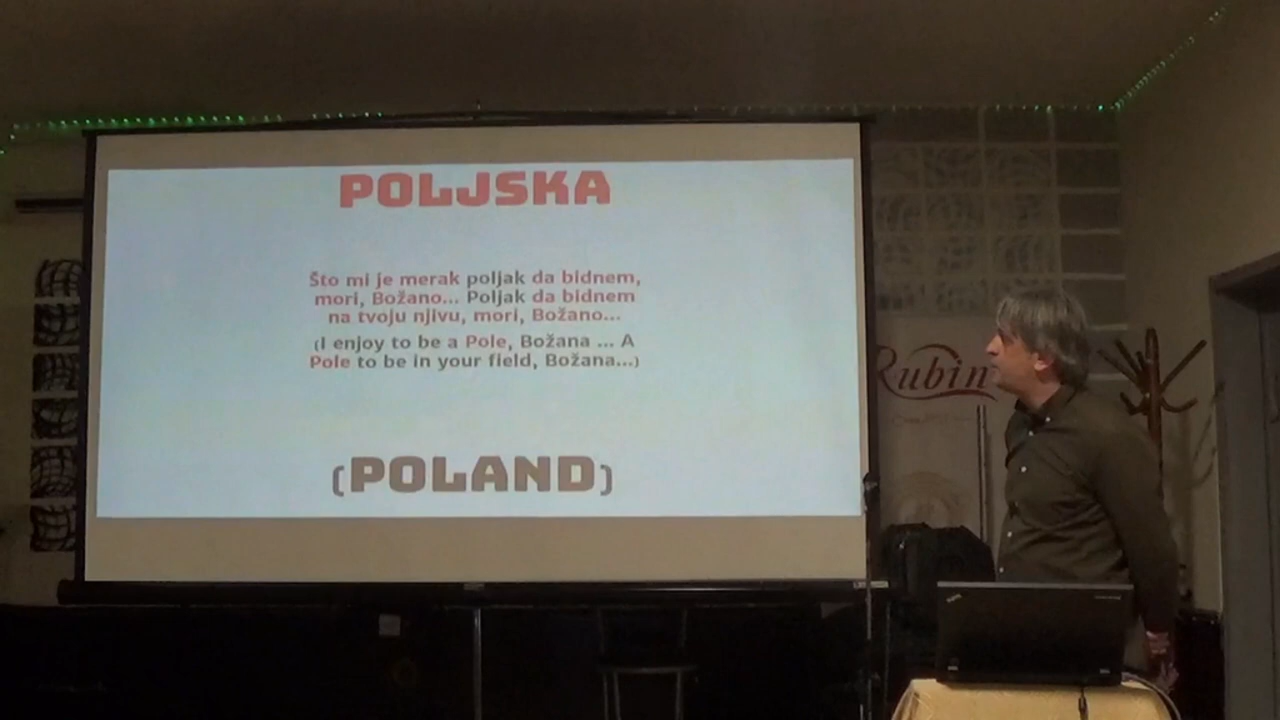 POLJSKA
Što mi je merak poljak da bidnem,
mori, Božano... Poljak da bidnem
na tvoju njivu, mori, Božano...
(I enjoy to be a Pole, Božana ... A
Pole to be in your field, Božana...)
(POLAND)
Rubin